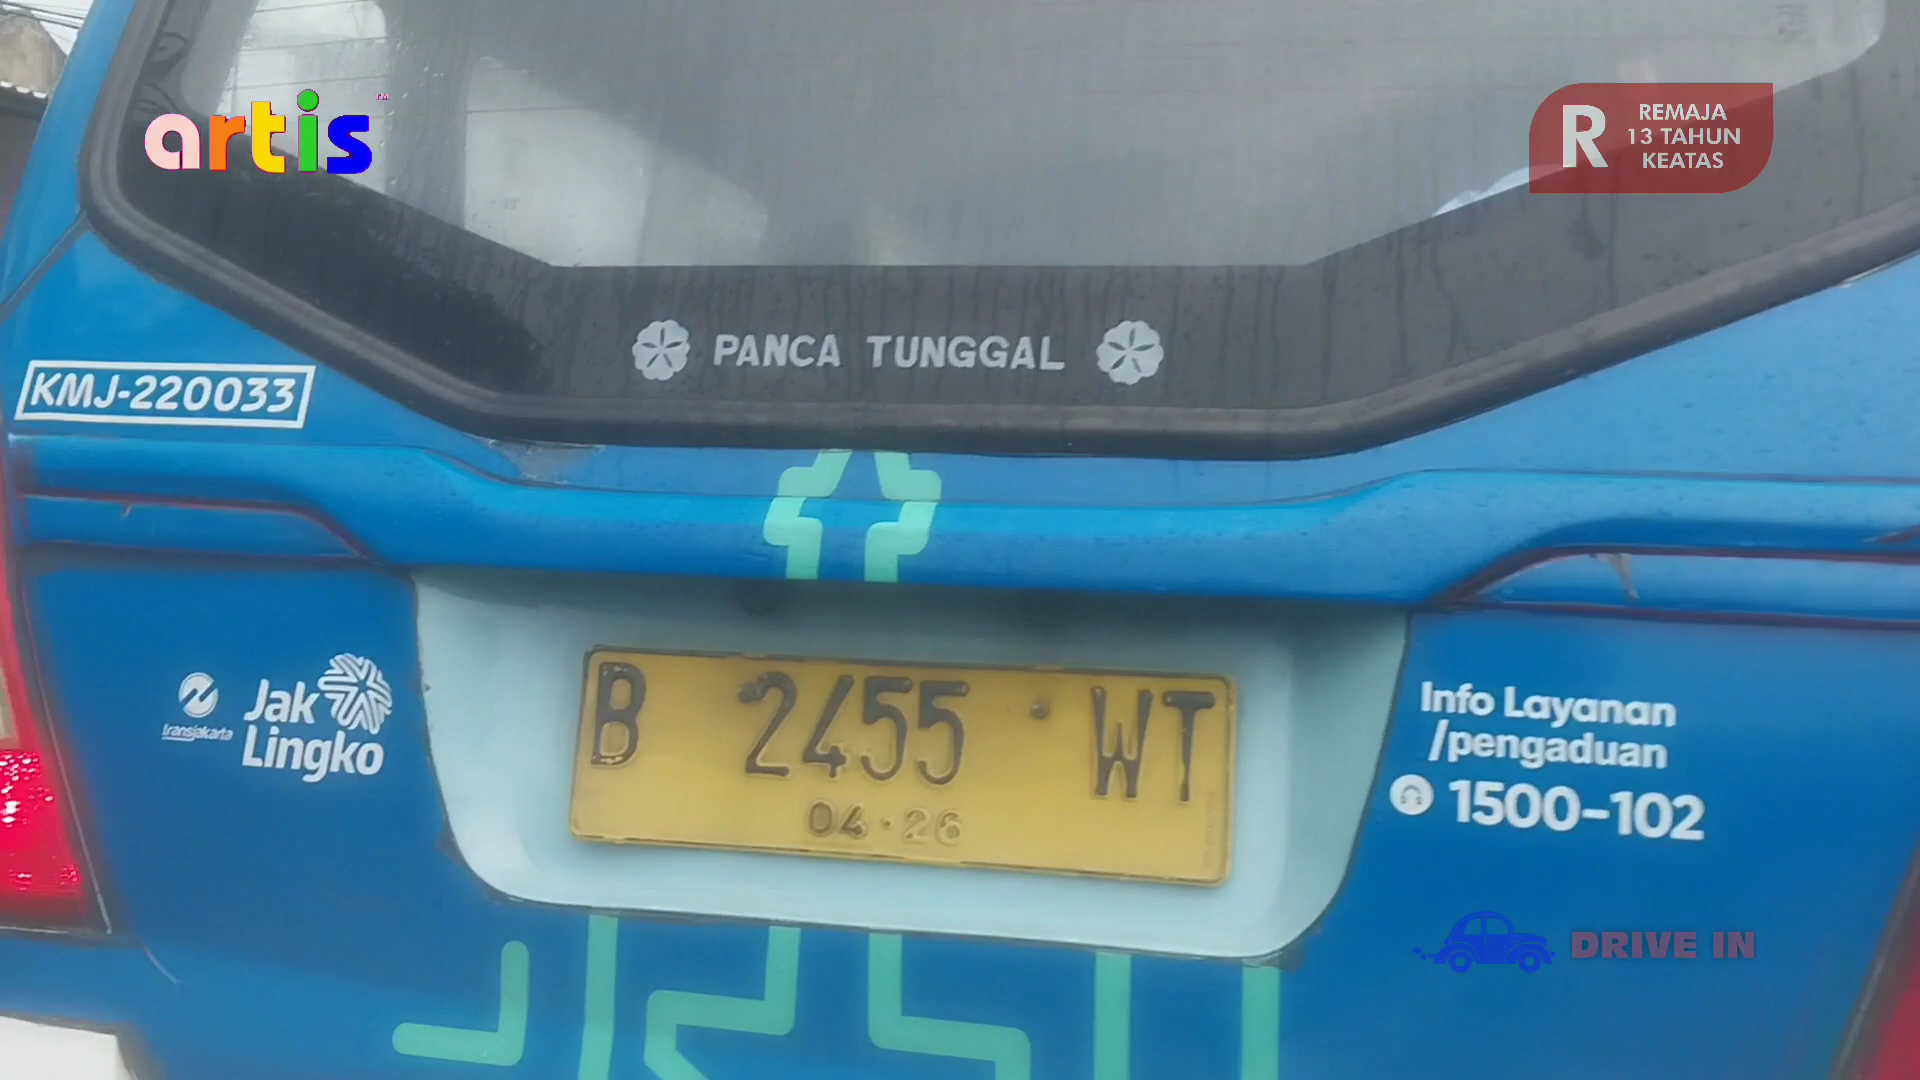 artis™
R
REMAJA
13 TAHUN
KEATAS
PANCA TUNGGAL
KMJ-220033
transjakarta
Jak
Lingko
B 2455 WT
04·26
Info Layanan
/pengaduan
1500-102
DRIVE IN